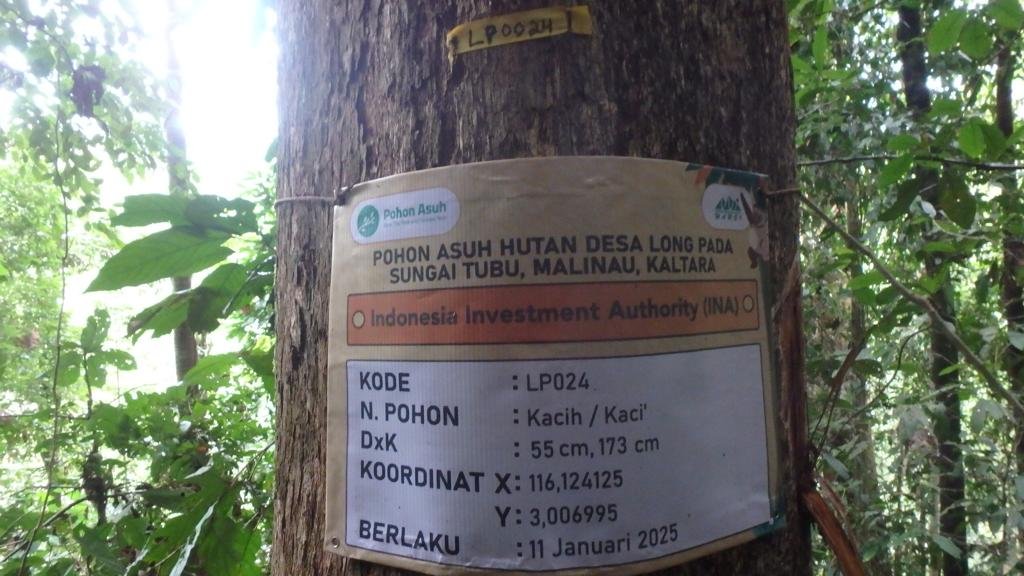 LP0024
Pohon Asuh
WARSI
POHON ASUH HUTAN DESA LONG PADA
SUNGAI TUBU, MALINAU, KALTARA
Indonesia Investment Authority (INA)
KODE : LP024
N. POHON : Kacih / Kaci'
DxK : 55 cm, 173 cm
KOORDINAT X: 116,124125
Y: 3,006995
BERLAKU : 11 Januari 2025